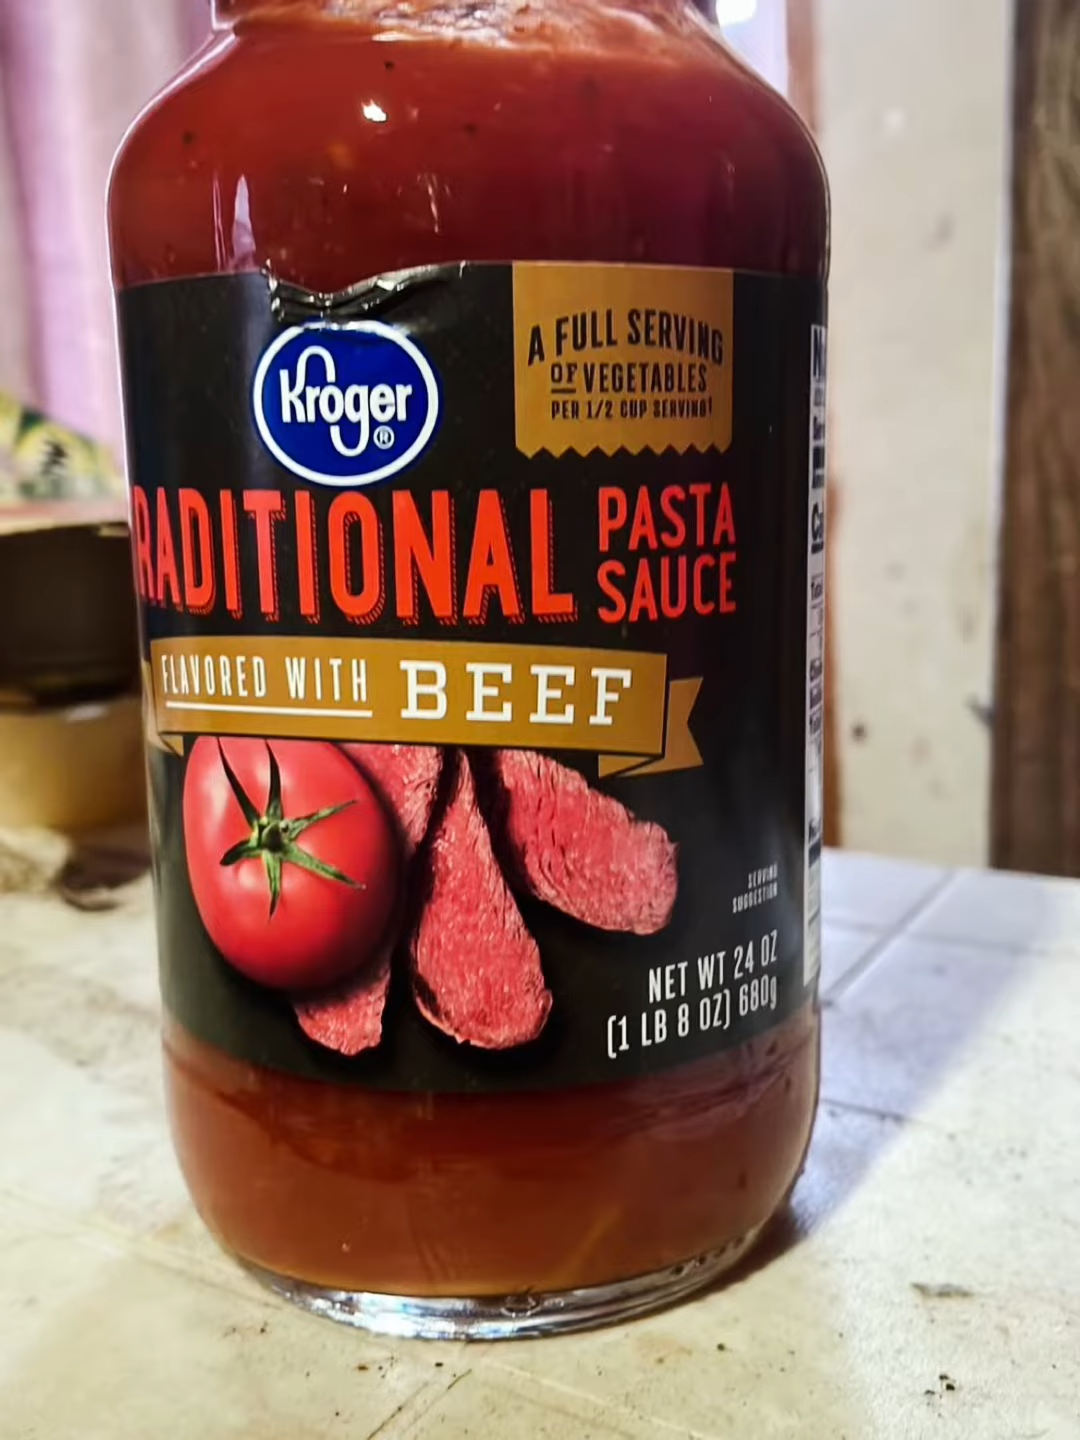 Kroger
®
A FULL SERVING
OF VEGETABLES
PER 1/2 CUP SERVING†
RADITIONAL
PASTA
SAUCE
FLAVORED WITH BEEF
SERVING
SUGGESTION
NET WT 24 OZ
(1 LB 8 OZ) 680g